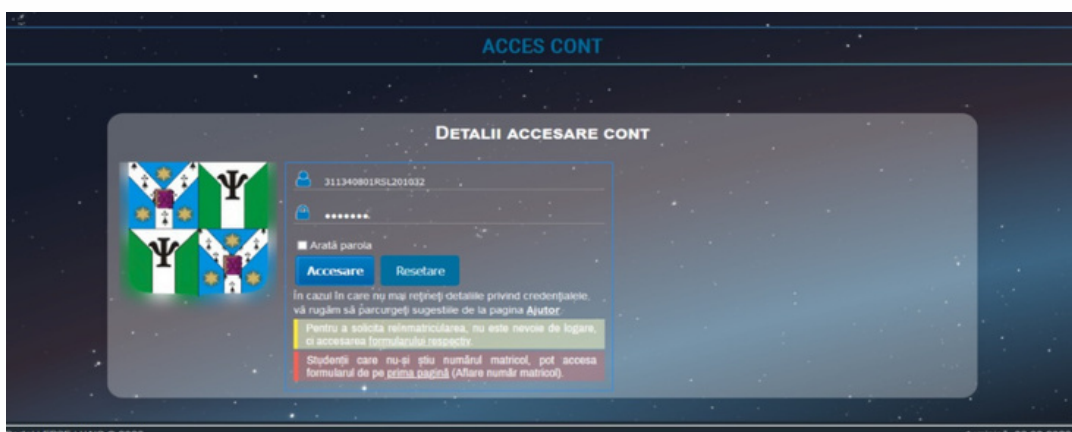 ACCES CONT
DETALII ACCESARE CONT
311340801RSL201032
Arată parola
Accesare Resetare
În cazul în care nu mai rețineți detaliile privind credențialele,
vă rugăm să parcurgeți sugestiile de la pagina Ajutor.
Pentru a solicita reînmatricularea, nu este nevoie de logare,
ci accesarea formularului respectiv.
Studenții care nu-și știu numărul matricol, pot accesa
formularul de pe prima pagină (Aflare număr matricol).